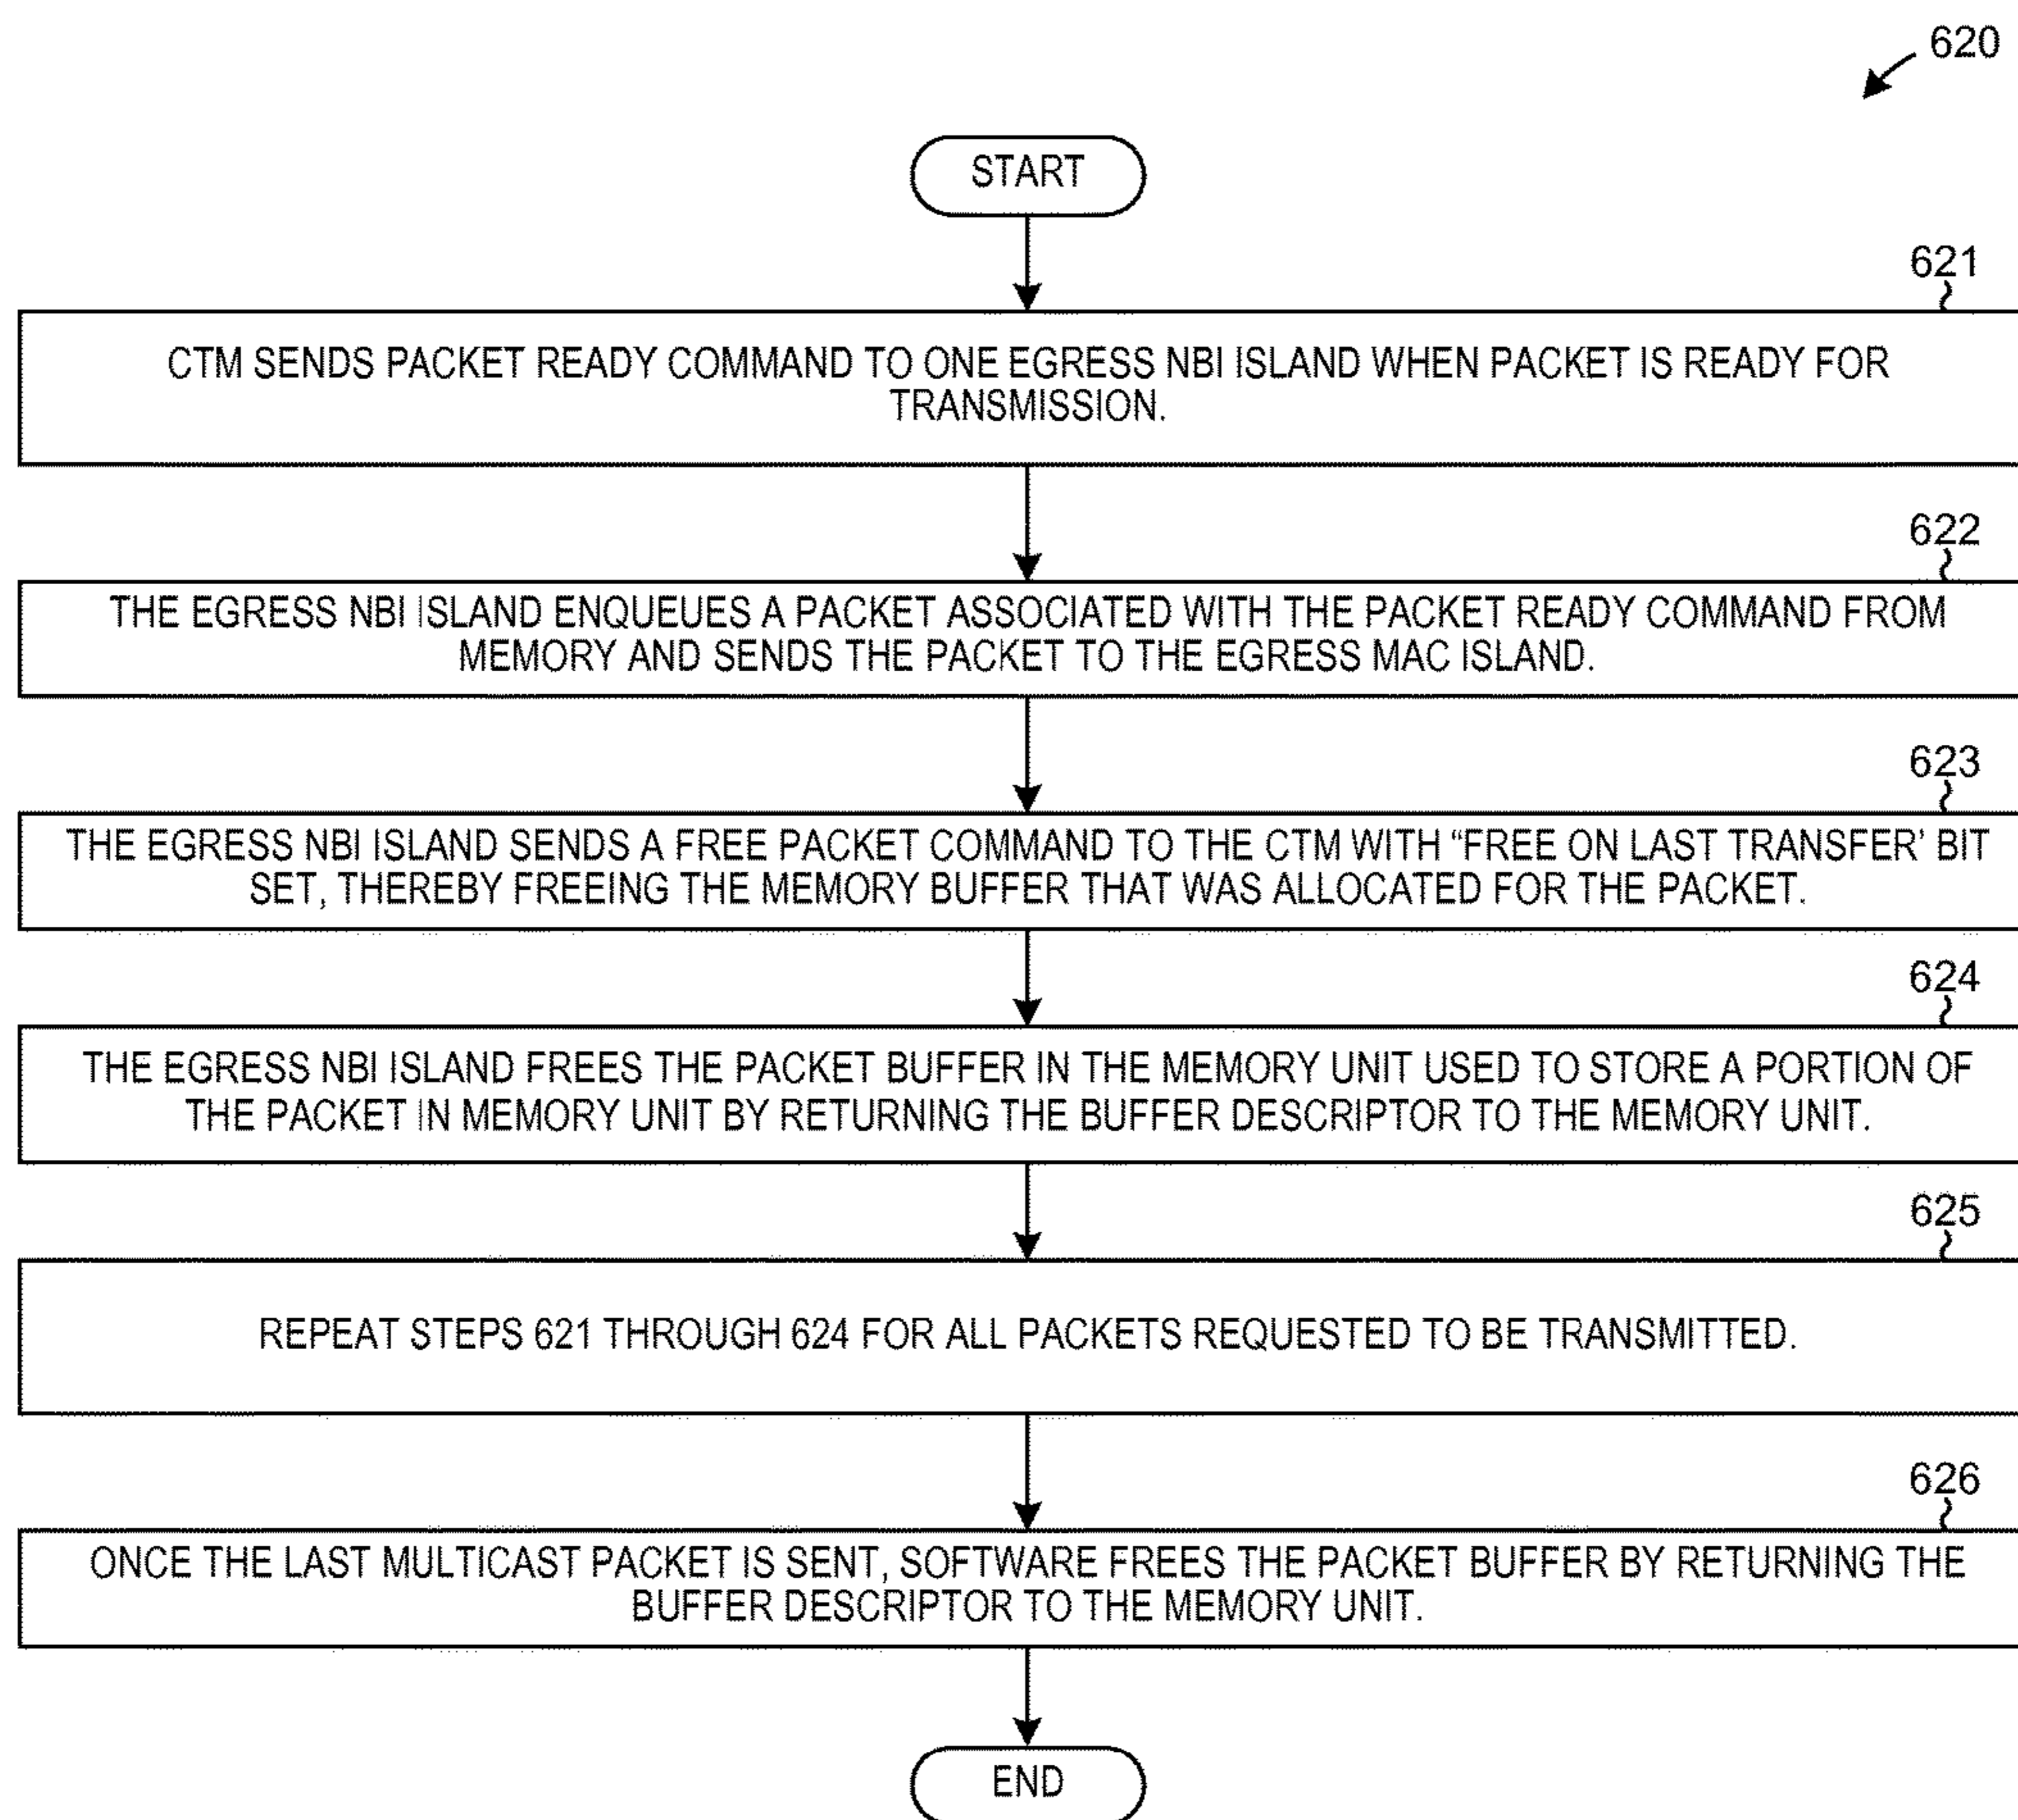 620
START
621
CTM SENDS PACKET READY COMMAND TO ONE EGRESS NBI ISLAND WHEN PACKET IS READY FOR
TRANSMISSION.
622
THE EGRESS NBI ISLAND ENQUEUES A PACKET ASSOCIATED WITH THE PACKET READY COMMAND FROM
MEMORY AND SENDS THE PACKET TO THE EGRESS MAC ISLAND.
623
THE EGRESS NBI ISLAND SENDS A FREE PACKET COMMAND TO THE CTM WITH “FREE ON LAST TRANSFER’ BIT
SET, THEREBY FREEING THE MEMORY BUFFER THAT WAS ALLOCATED FOR THE PACKET.
624
THE EGRESS NBI ISLAND FREES THE PACKET BUFFER IN THE MEMORY UNIT USED TO STORE A PORTION OF
THE PACKET IN MEMORY UNIT BY RETURNING THE BUFFER DESCRIPTOR TO THE MEMORY UNIT.
625
REPEAT STEPS 621 THROUGH 624 FOR ALL PACKETS REQUESTED TO BE TRANSMITTED.
626
ONCE THE LAST MULTICAST PACKET IS SENT, SOFTWARE FREES THE PACKET BUFFER BY RETURNING THE
BUFFER DESCRIPTOR TO THE MEMORY UNIT.
END